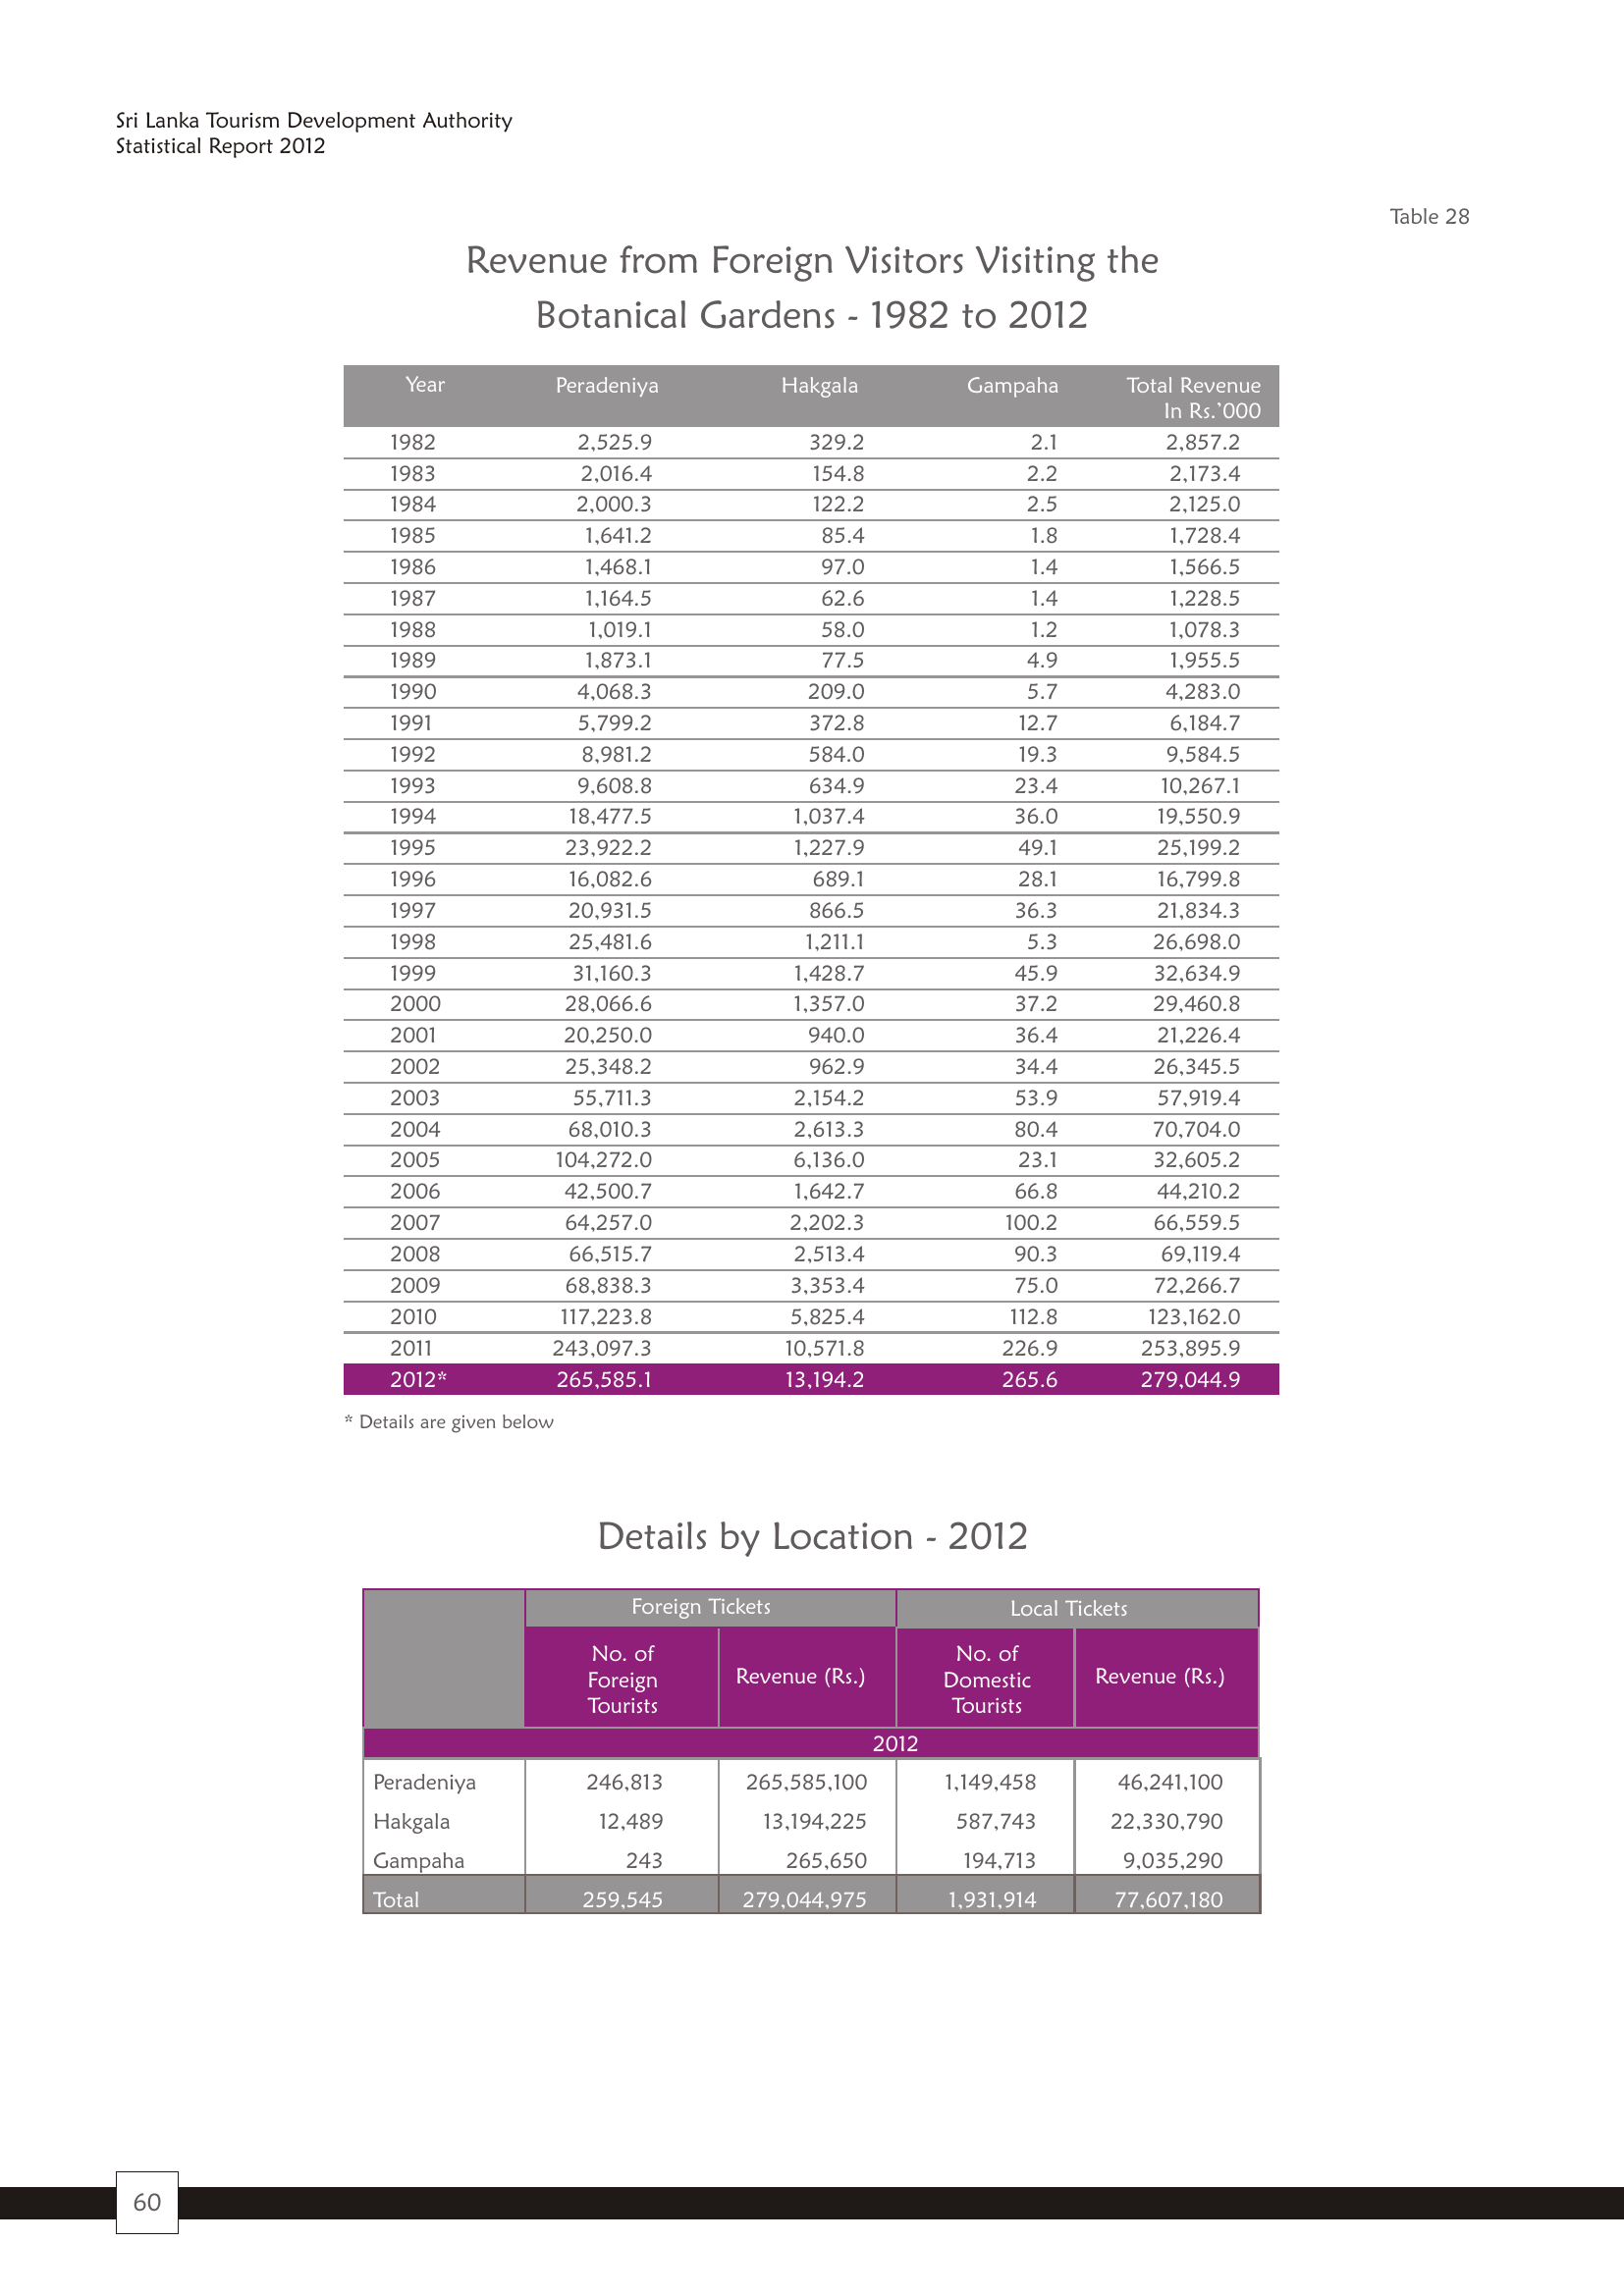 Sri Lanka Tourism Development Authority
Statistical Report 2012
Table 28
Revenue from Foreign Visitors Visiting the
Botanical Gardens - 1982 to 2012
Year Peradeniya Hakgala Gampaha Total Revenue
In Rs.'000
1982 2,525.9 329.2 2.1 2,857.2
1983 2,016.4 154.8 2.2 2,173.4
1984 2,000.3 122.2 2.5 2,125.0
1985 1,641.2 85.4 1.8 1,728.4
1986 1,468.1 97.0 1.4 1,566.5
1987 1,164.5 62.6 1.4 1,228.5
1988 1,019.1 58.0 1.2 1,078.3
1989 1,873.1 77.5 4.9 1,955.5
1990 4,068.3 209.0 5.7 4,283.0
1991 5,799.2 372.8 12.7 6,184.7
1992 8,981.2 584.0 19.3 9,584.5
1993 9,608.8 634.9 23.4 10,267.1
1994 18,477.5 1,037.4 36.0 19,550.9
1995 23,922.2 1,227.9 49.1 25,199.2
1996 16,082.6 689.1 28.1 16,799.8
1997 20,931.5 866.5 36.3 21,834.3
1998 25,481.6 1,211.1 5.3 26,698.0
1999 31,160.3 1,428.7 45.9 32,634.9
2000 28,066.6 1,357.0 37.2 29,460.8
2001 20,250.0 940.0 36.4 21,226.4
2002 25,348.2 962.9 34.4 26,345.5
2003 55,711.3 2,154.2 53.9 57,919.4
2004 68,010.3 2,613.3 80.4 70,704.0
2005 104,272.0 6,136.0 23.1 32,605.2
2006 42,500.7 1,642.7 66.8 44,210.2
2007 64,257.0 2,202.3 100.2 66,559.5
2008 66,515.7 2,513.4 90.3 69,119.4
2009 68,838.3 3,353.4 75.0 72,266.7
2010 117,223.8 5,825.4 112.8 123,162.0
2011 243,097.3 10,571.8 226.9 253,895.9
2012* 265,585.1 13,194.2 265.6 279,044.9
* Details are given below
Details by Location - 2012
Foreign Tickets Local Tickets
No. of Foreign Tourists Revenue (Rs.) No. of Domestic Tourists Revenue (Rs.)
2012
Peradeniya 246,813 265,585,100 1,149,458 46,241,100
Hakgala 12,489 13,194,225 587,743 22,330,790
Gampaha 243 265,650 194,713 9,035,290
Total 259,545 279,044,975 1,931,914 77,607,180
60